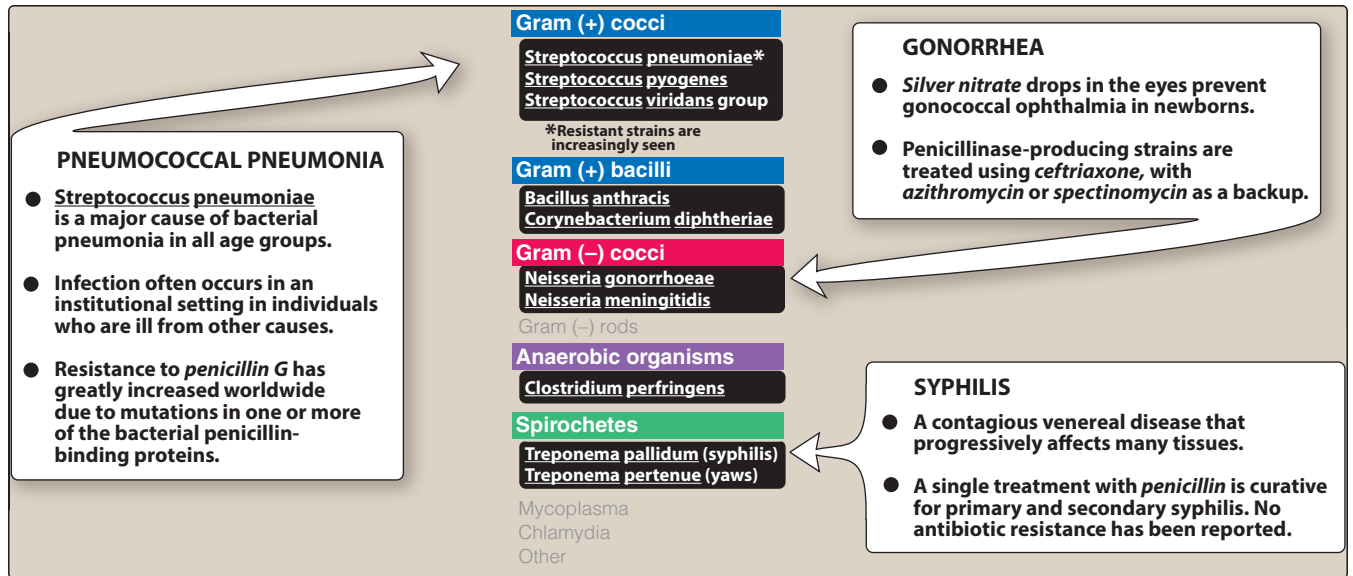 PNEUMOCOCCAL PNEUMONIA
● Streptococcus pneumoniae
is a major cause of bacterial
pneumonia in all age groups.
● Infection often occurs in an
institutional setting in individuals
who are ill from other causes.
● Resistance to penicillin G has
greatly increased worldwide
due to mutations in one or more
of the bacterial penicillin-
binding proteins.
Gram (+) cocci
Streptococcus pneumoniae*
Streptococcus pyogenes
Streptococcus viridans group
*Resistant strains are
increasingly seen
Gram (+) bacilli
Bacillus anthracis
Corynebacterium diphtheriae
Gram (–) cocci
Neisseria gonorrhoeae
Neisseria meningitidis
Gram (–) rods
Anaerobic organisms
Clostridium perfringens
Spirochetes
Treponema pallidum (syphilis)
Treponema pertenue (yaws)
Mycoplasma
Chlamydia
Other
GONORRHEA
● Silver nitrate drops in the eyes prevent
gonococcal ophthalmia in newborns.
● Penicillinase-producing strains are
treated using ceftriaxone, with
azithromycin or spectinomycin as a backup.
SYPHILIS
● A contagious venereal disease that
progressively affects many tissues.
● A single treatment with penicillin is curative
for primary and secondary syphilis. No
antibiotic resistance has been reported.